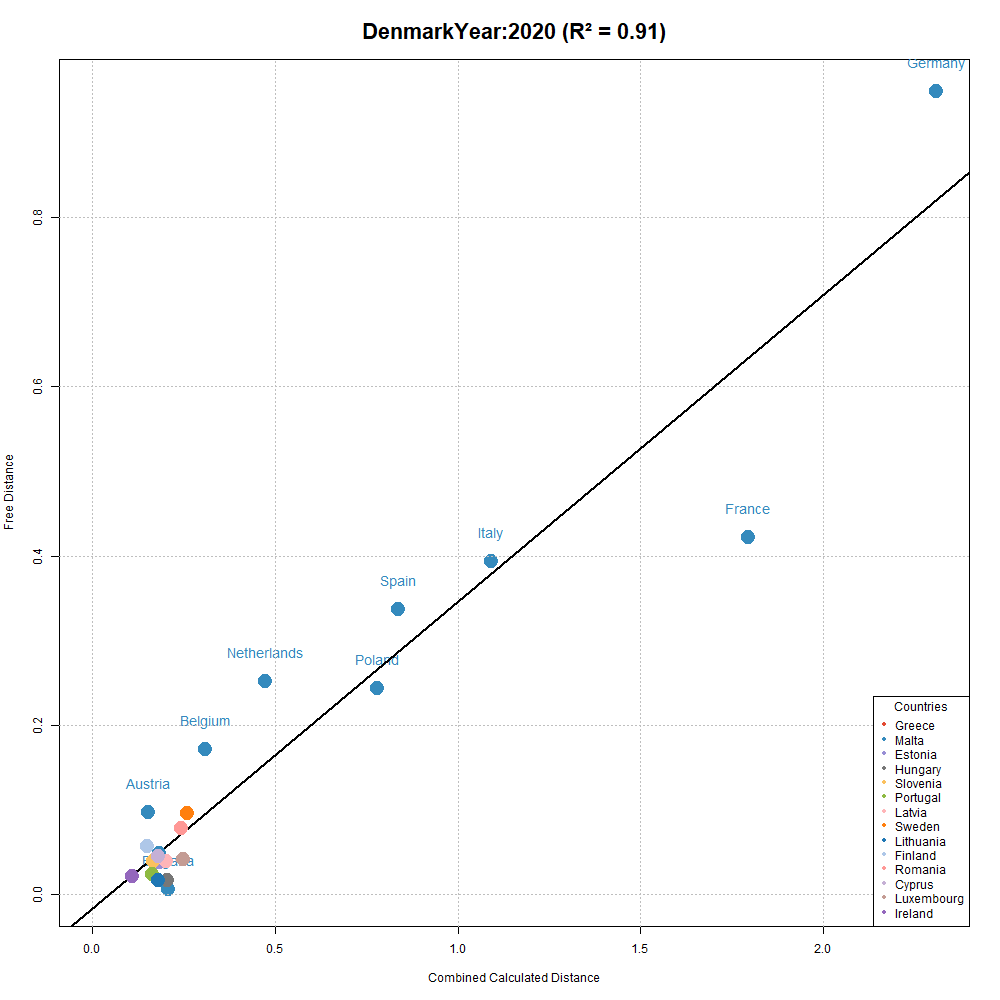 DenmarkYear:2020 (R² = 0.91)
Germany
France
Italy
Spain
Poland
Netherlands
Belgium
Austria
Free Distance
0.8
0.6
0.4
0.2
0.0
0.0 0.5 1.0 1.5 2.0
Combined Calculated Distance
Countries
Greece
Malta
Estonia
Hungary
Slovenia
Portugal
Latvia
Sweden
Lithuania
Finland
Romania
Cyprus
Luxembourg
Ireland